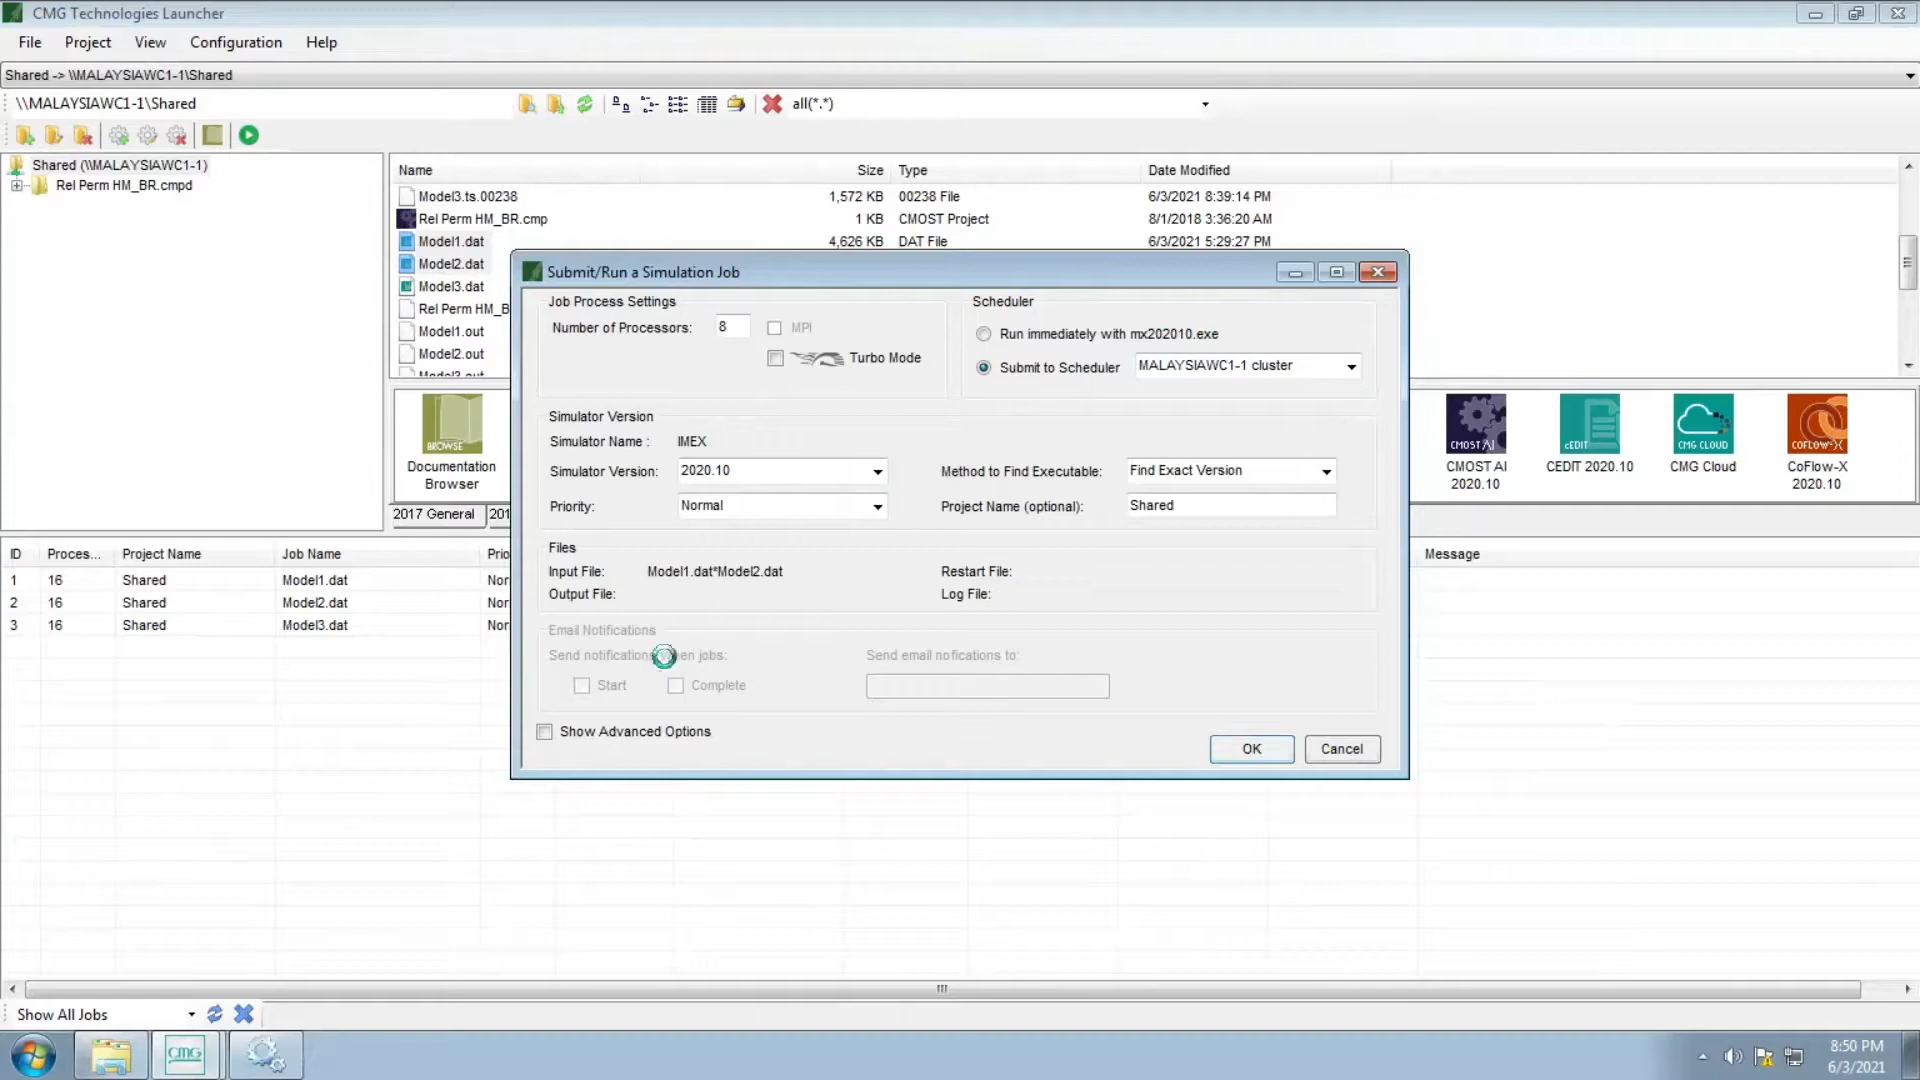 CMG Technologies Launcher
File Project View Configuration Help
Shared -> \\MALAYSIAWC1-1\Shared
\\MALAYSIAWC1-1\Shared all(*.*)
Shared (\\MALAYSIAWC1-1)
Rel Perm HM_BR.cmpd
Name Size Type Date Modified
Model3.ts.00238 1,572 KB 00238 File 6/3/2021 8:39:14 PM
Rel Perm HM_BR.cmp 1 KB CMOST Project 8/1/2018 3:36:20 AM
Model1.dat 4,626 KB DAT File 6/3/2021 5:29:27 PM
Model2.dat
Model3.dat
Rel Perm HM_B
Model1.out
Model2.out
Model3.out
Submit/Run a Simulation Job
Job Process Settings
Number of Processors: 8 MPI
Turbo Mode
Scheduler
Run immediately with mx202010.exe
Submit to Scheduler MALAYSIAWC1-1 cluster
Simulator Version
Simulator Name : IMEX
Simulator Version: 2020.10 Method to Find Executable: Find Exact Version
Priority: Normal Project Name (optional): Shared
Files
Input File: Model1.dat*Model2.dat Restart File:
Output File: Log File:
Email Notifications
Send notifications when jobs: Send email nofications to:
Start Complete
Show Advanced Options
OK Cancel
BROWSE
Documentation
Browser
CMOST AI
CMOST AI
2020.10
cEDIT
CEDIT 2020.10
CMG CLOUD
CMG Cloud
COFLOW-X
CoFlow-X
2020.10
2017 General 201
ID Proces... Project Name Job Name Prio Message
1 16 Shared Model1.dat Nor
2 16 Shared Model2.dat Nor
3 16 Shared Model3.dat Nor
Show All Jobs
CMG
8:50 PM
6/3/2021